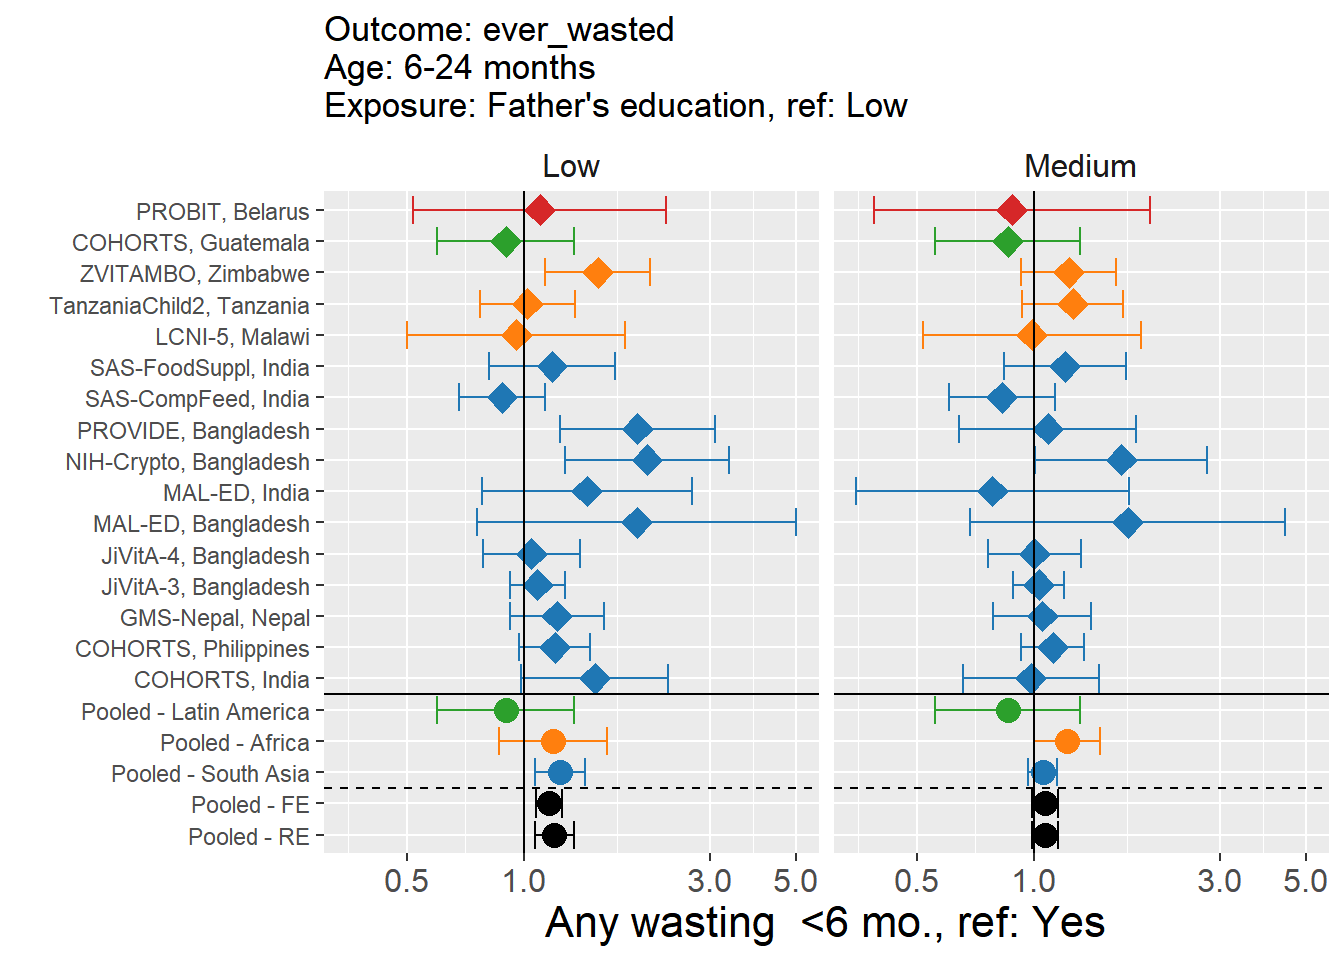 Outcome: ever_wasted
Age: 6-24 months
Exposure: Father's education, ref: Low
Low
Medium
PROBIT, Belarus
COHORTS, Guatemala
ZVITAMBO, Zimbabwe
TanzaniaChild2, Tanzania
LCNI-5, Malawi
SAS-FoodSuppl, India
SAS-CompFeed, India
PROVIDE, Bangladesh
NIH-Crypto, Bangladesh
MAL-ED, India
MAL-ED, Bangladesh
JiVitA-4, Bangladesh
JiVitA-3, Bangladesh
GMS-Nepal, Nepal
COHORTS, Philippines
COHORTS, India
Pooled - Latin America
Pooled - Africa
Pooled - South Asia
Pooled - FE
Pooled - RE
0.5 1.0 3.0 5.0 0.5 1.0 3.0 5.0
Any wasting  <6 mo., ref: Yes